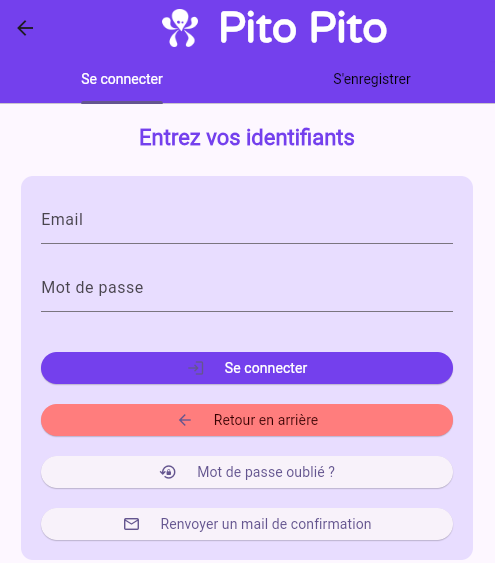 Pito Pito
Se connecter
S'enregistrer
Entrez vos identifiants
Email
Mot de passe
Se connecter
Retour en arrière
Mot de passe oublié ?
Renvoyer un mail de confirmation